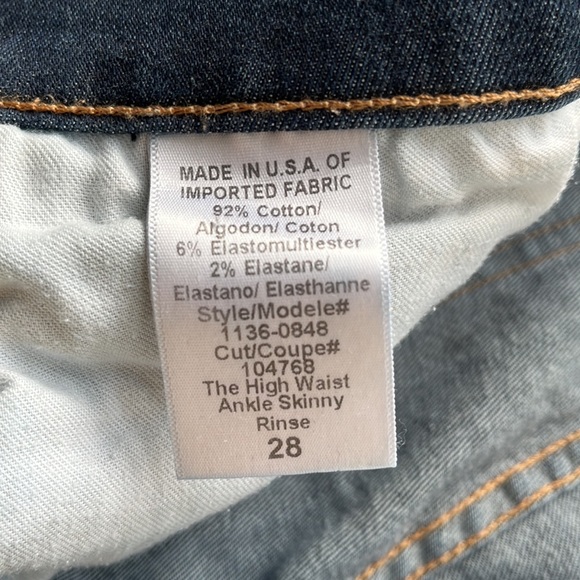 MADE IN U.S.A. OF
IMPORTED FABRIC
92% Cotton/
Algodon/ Coton
6% Elastomultiester
2% Elastane/
Elastano/ Elasthanne
Style/Modele#
1136-0848
Cut/Coupe#
104768
The High Waist
Ankle Skinny
Rinse
28